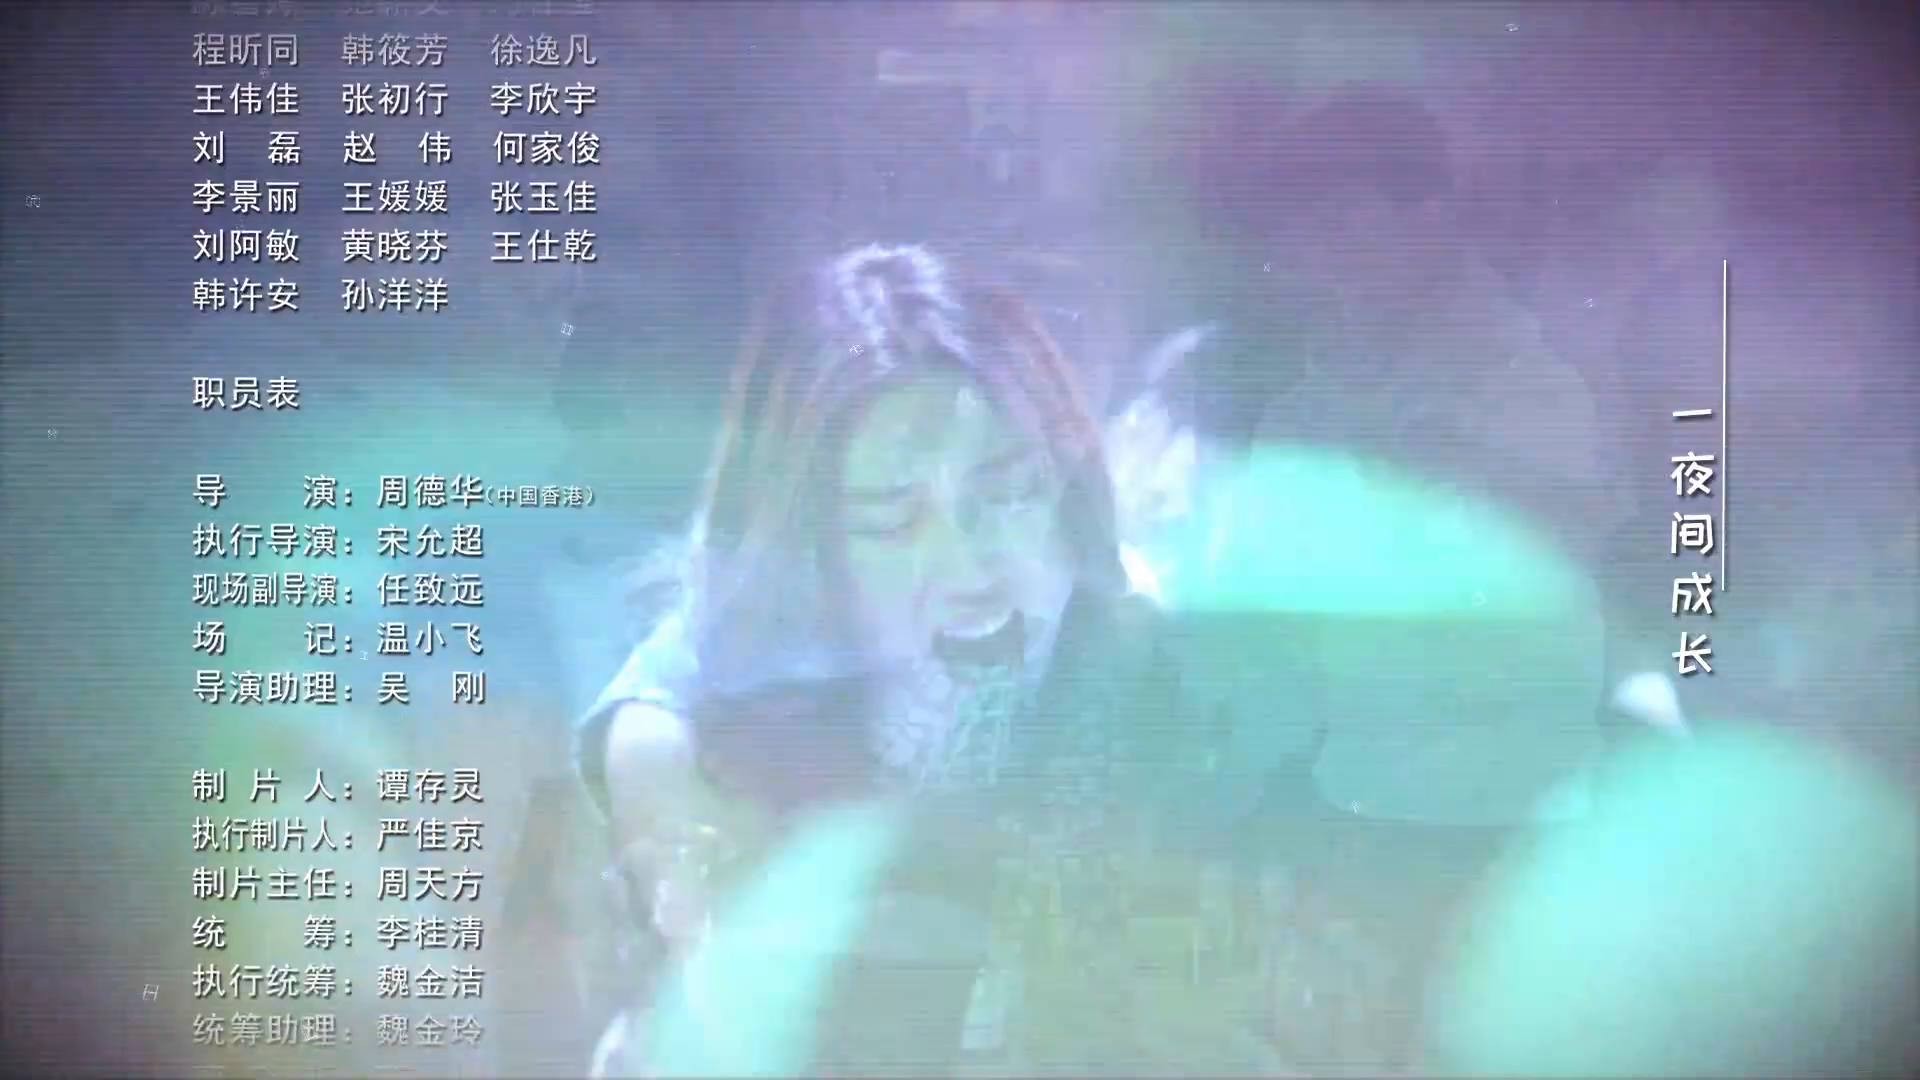 程昕同 韩筱芳 徐逸凡
王伟佳 张初行 李欣宇
刘 磊 赵 伟 何家俊
李景丽 王媛媛 张玉佳
刘阿敏 黄晓芬 王仕乾
韩许安 孙洋洋
职员表
导 演：周德华（中国香港）
执行导演：宋允超
现场副导演：任致远
场 记：温小飞
导演助理：吴 刚
制 片 人：谭存灵
执行制片人：严佳京
制片主任：周天方
统 筹：李桂清
执行统筹：魏金洁
统筹助理：魏金玲
一夜间成长